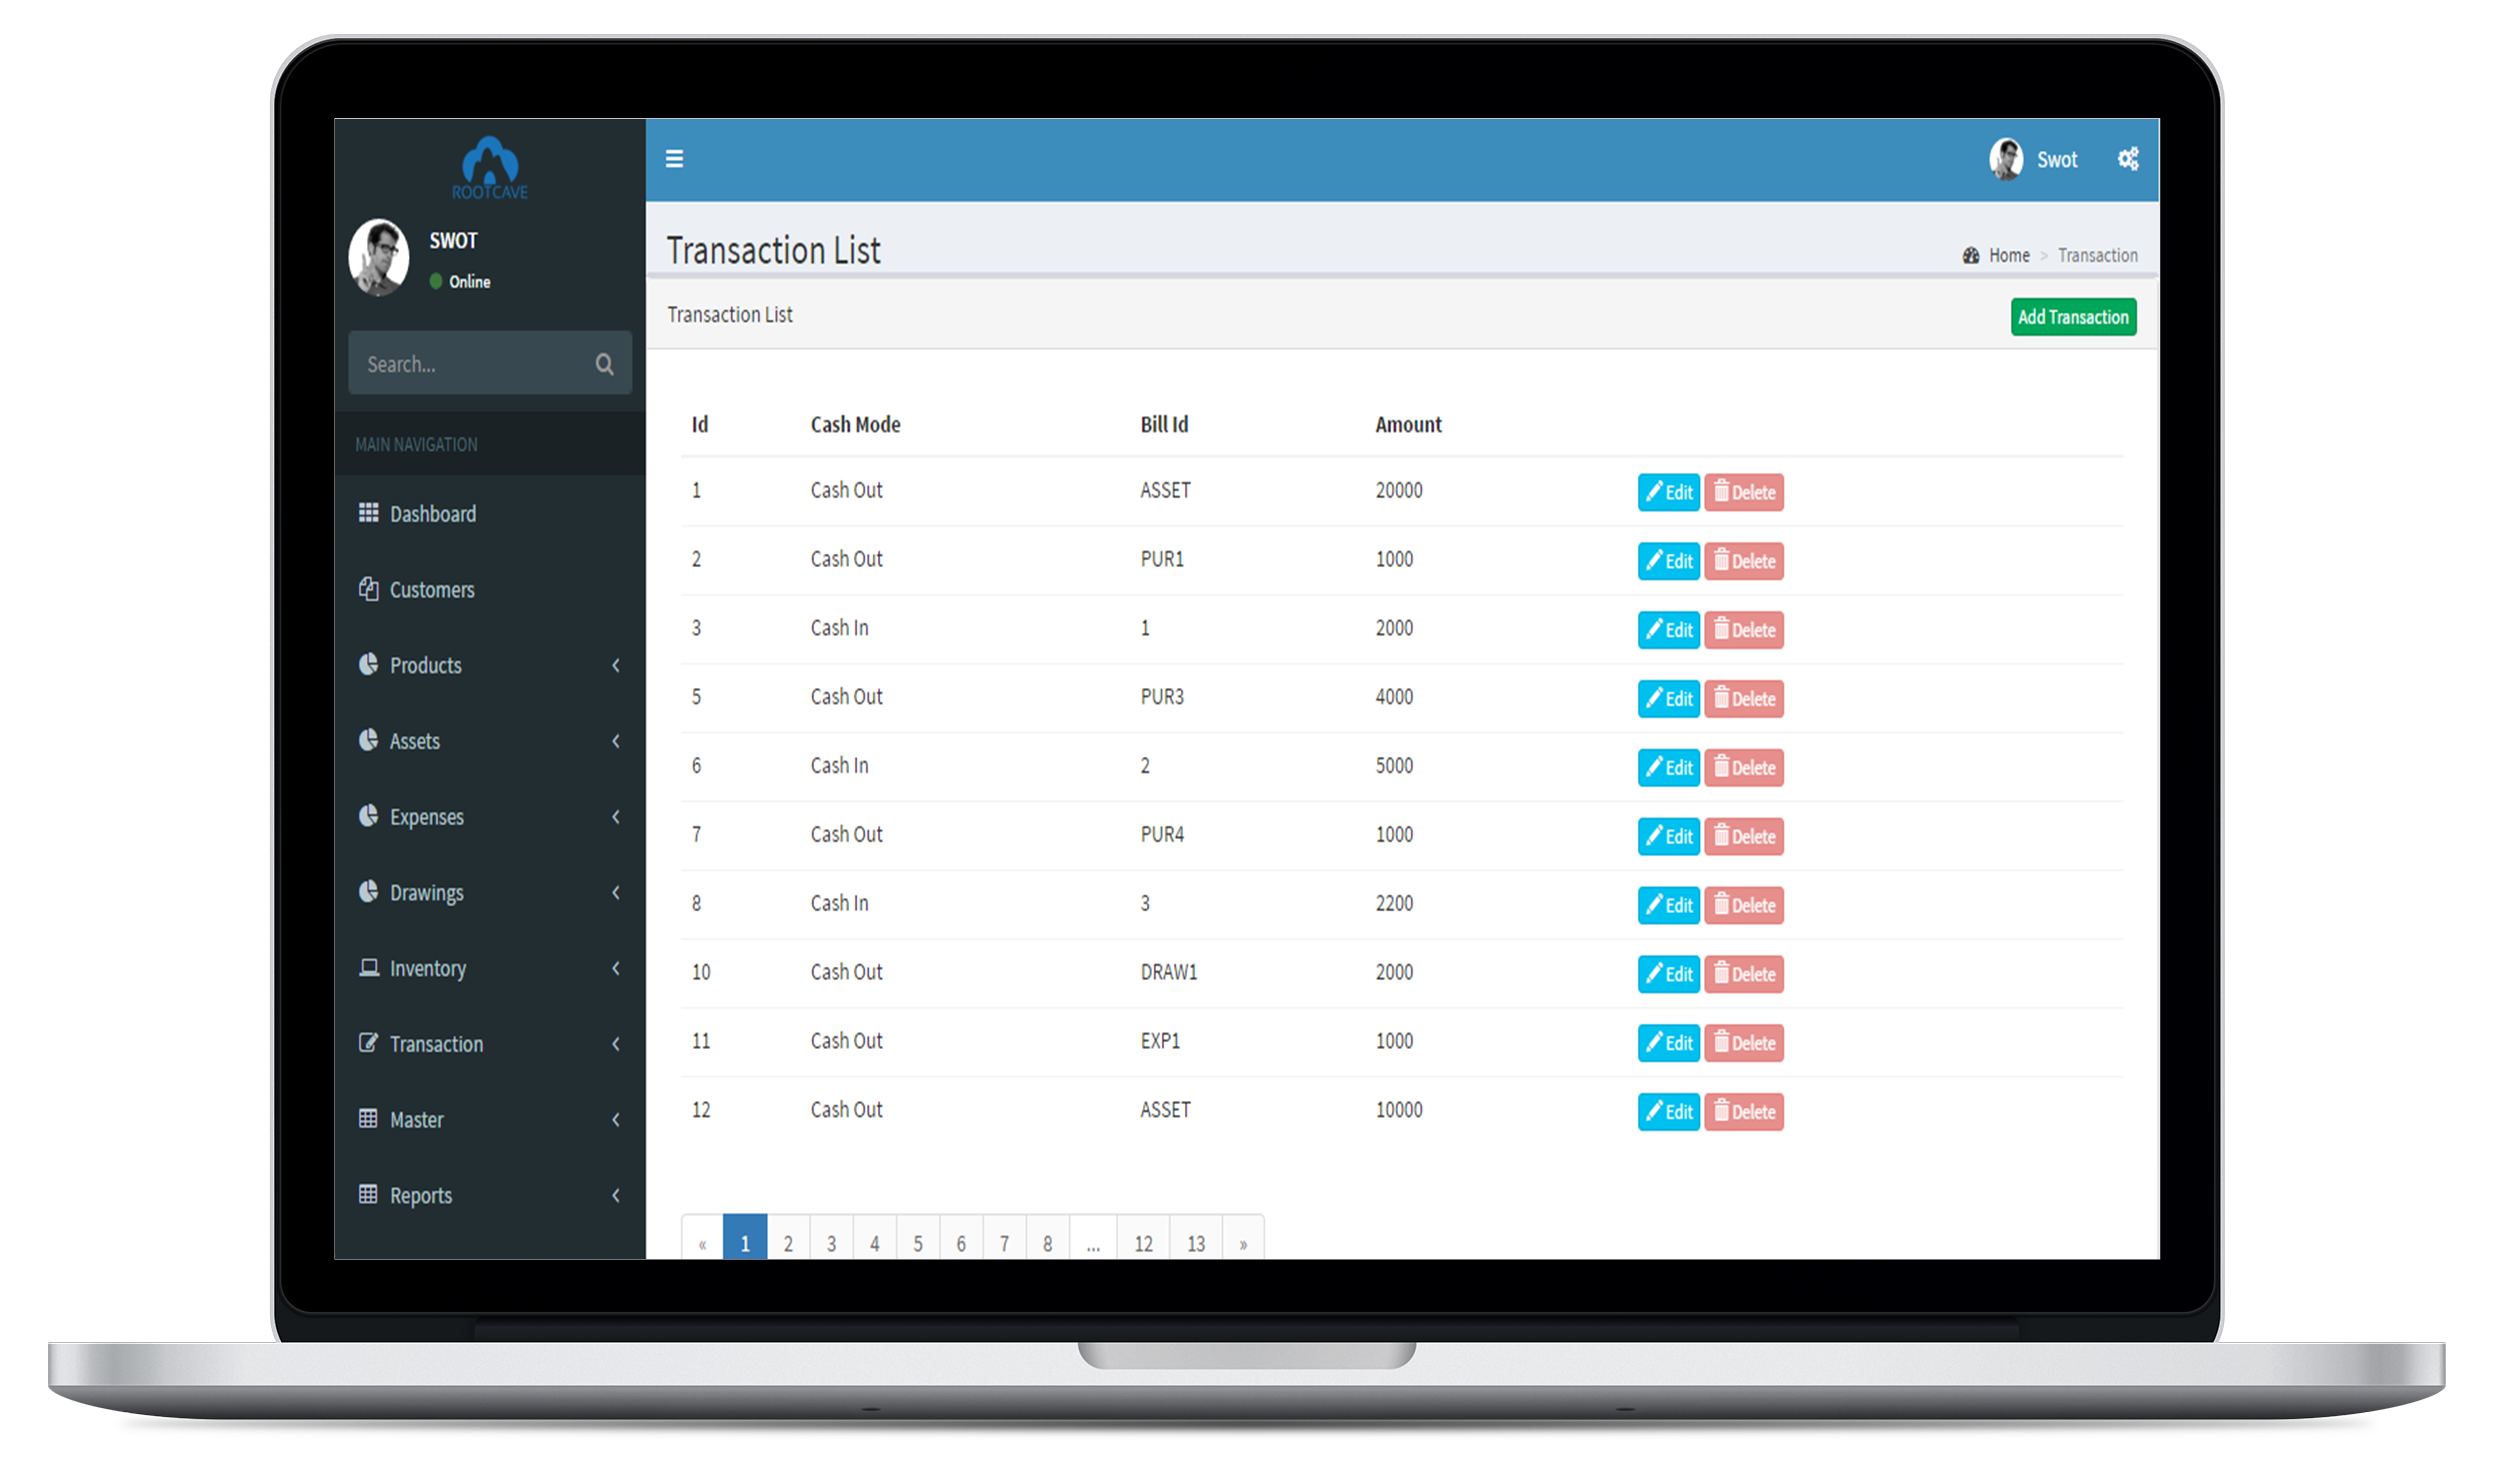 ROOTCAVE
Swot
SWOT
Online
Transaction List
Home > Transaction
Transaction List
Add Transaction
Search...
MAIN NAVIGATION
Dashboard
Customers
Products
Assets
Expenses
Drawings
Inventory
Transaction
Master
Reports
Id Cash Mode Bill Id Amount
1 Cash Out ASSET 20000 Edit Delete
2 Cash Out PUR1 1000 Edit Delete
3 Cash In 1 2000 Edit Delete
5 Cash Out PUR3 4000 Edit Delete
6 Cash In 2 5000 Edit Delete
7 Cash Out PUR4 1000 Edit Delete
8 Cash In 3 2200 Edit Delete
10 Cash Out DRAW1 2000 Edit Delete
11 Cash Out EXP1 1000 Edit Delete
12 Cash Out ASSET 10000 Edit Delete
« 1 2 3 4 5 6 7 8 ... 12 13 »